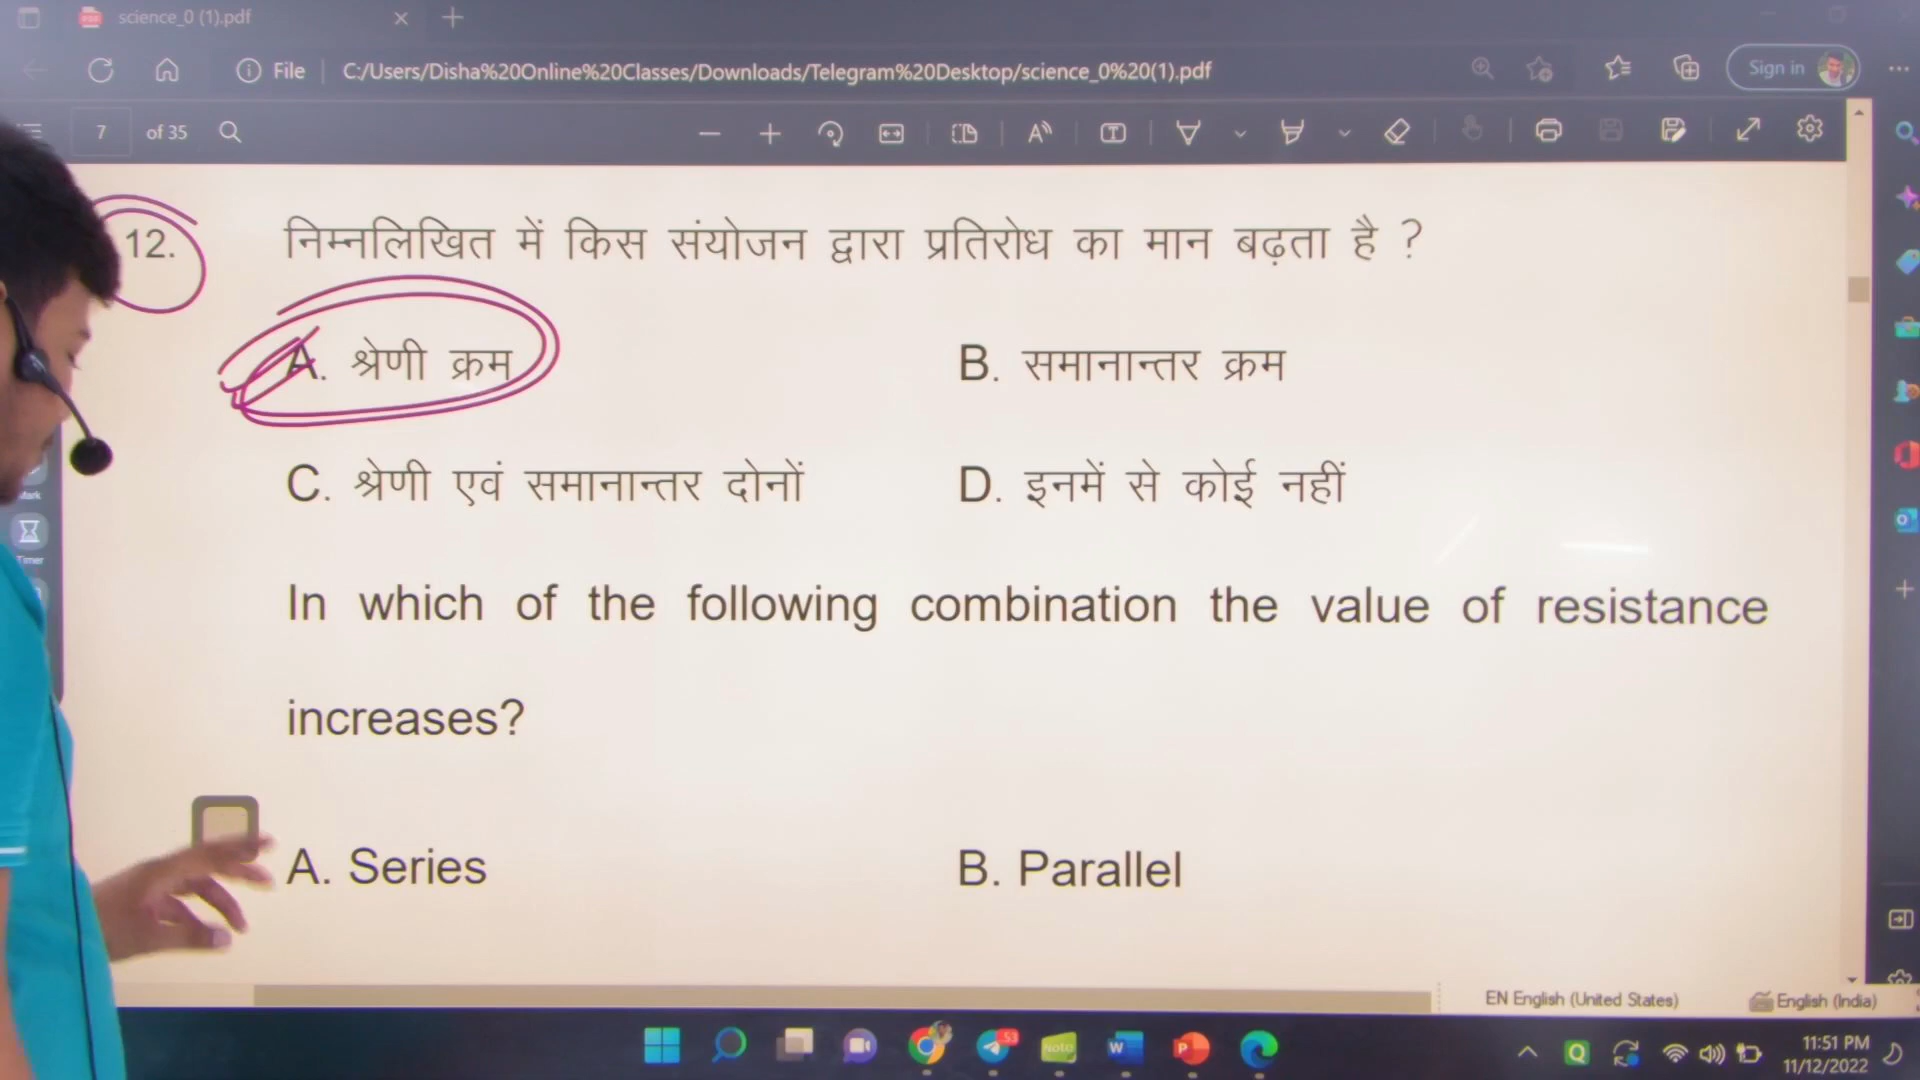 science_0 (1).pdf
File C:/Users/Disha%20Online%20Classes/Downloads/Telegram%20Desktop/science_0%20(1).pdf
Sign in
7 of 35
12. निम्नलिखित में किस संयोजन द्वारा प्रतिरोध का मान बढ़ता है ?
A. श्रेणी क्रम
B. समानान्तर क्रम
C. श्रेणी एवं समानान्तर दोनों
D. इनमें से कोई नहीं
Timer
In which of the following combination the value of resistance
increases?
A. Series
B. Parallel
EN English (United States)
English (India)
53
Note
11:51 PM
11/12/2022